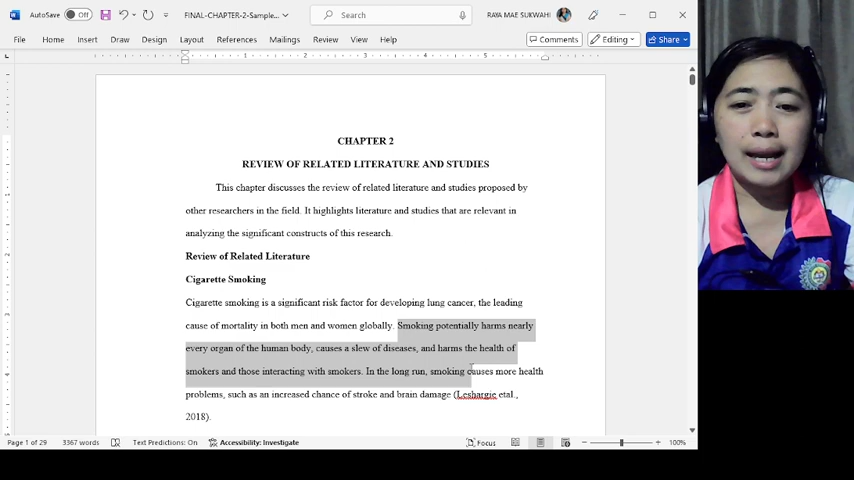 AutoSave Off FINAL-CHAPTER-2-Sample... Search RAYA MAE SUKWAHI
File Home Insert Draw Design Layout References Mailings Review View Help Comments Editing Share
1 1 2 3 4 5
CHAPTER 2
REVIEW OF RELATED LITERATURE AND STUDIES
This chapter discusses the review of related literature and studies proposed by
other researchers in the field. It highlights literature and studies that are relevant in
analyzing the significant constructs of this research.
Review of Related Literature
Cigarette Smoking
Cigarette smoking is a significant risk factor for developing lung cancer, the leading
cause of mortality in both men and women globally. Smoking potentially harms nearly
every organ of the human body, causes a slew of diseases, and harms the health of
smokers and those interacting with smokers. In the long run, smoking causes more health
problems, such as an increased chance of stroke and brain damage (Leshargie etal.,
2018).
Page 1 of 29 3367 words Text Predictions: On Accessibility: Investigate Focus 100%